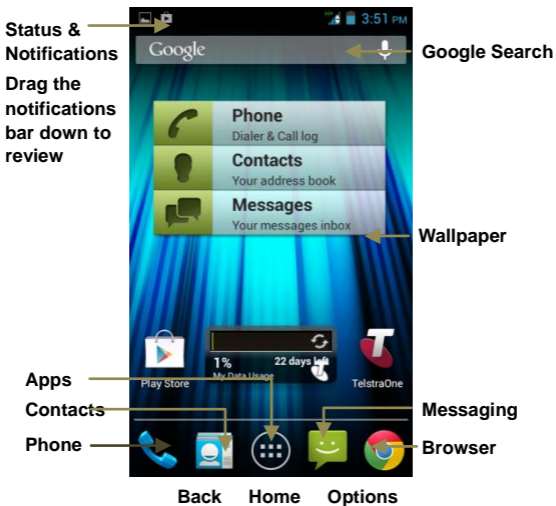 Status &
Notifications
Drag the
notifications
bar down to
review
3:51 PM
Google
Google Search
Phone
Dialer & Call log
Contacts
Your address book
Messages
Your messages inbox
Wallpaper
1%
22 days left
My Data Usage
Play Store
TelstraOne
Apps
Contacts
Phone
Messaging
Browser
Back Home Options